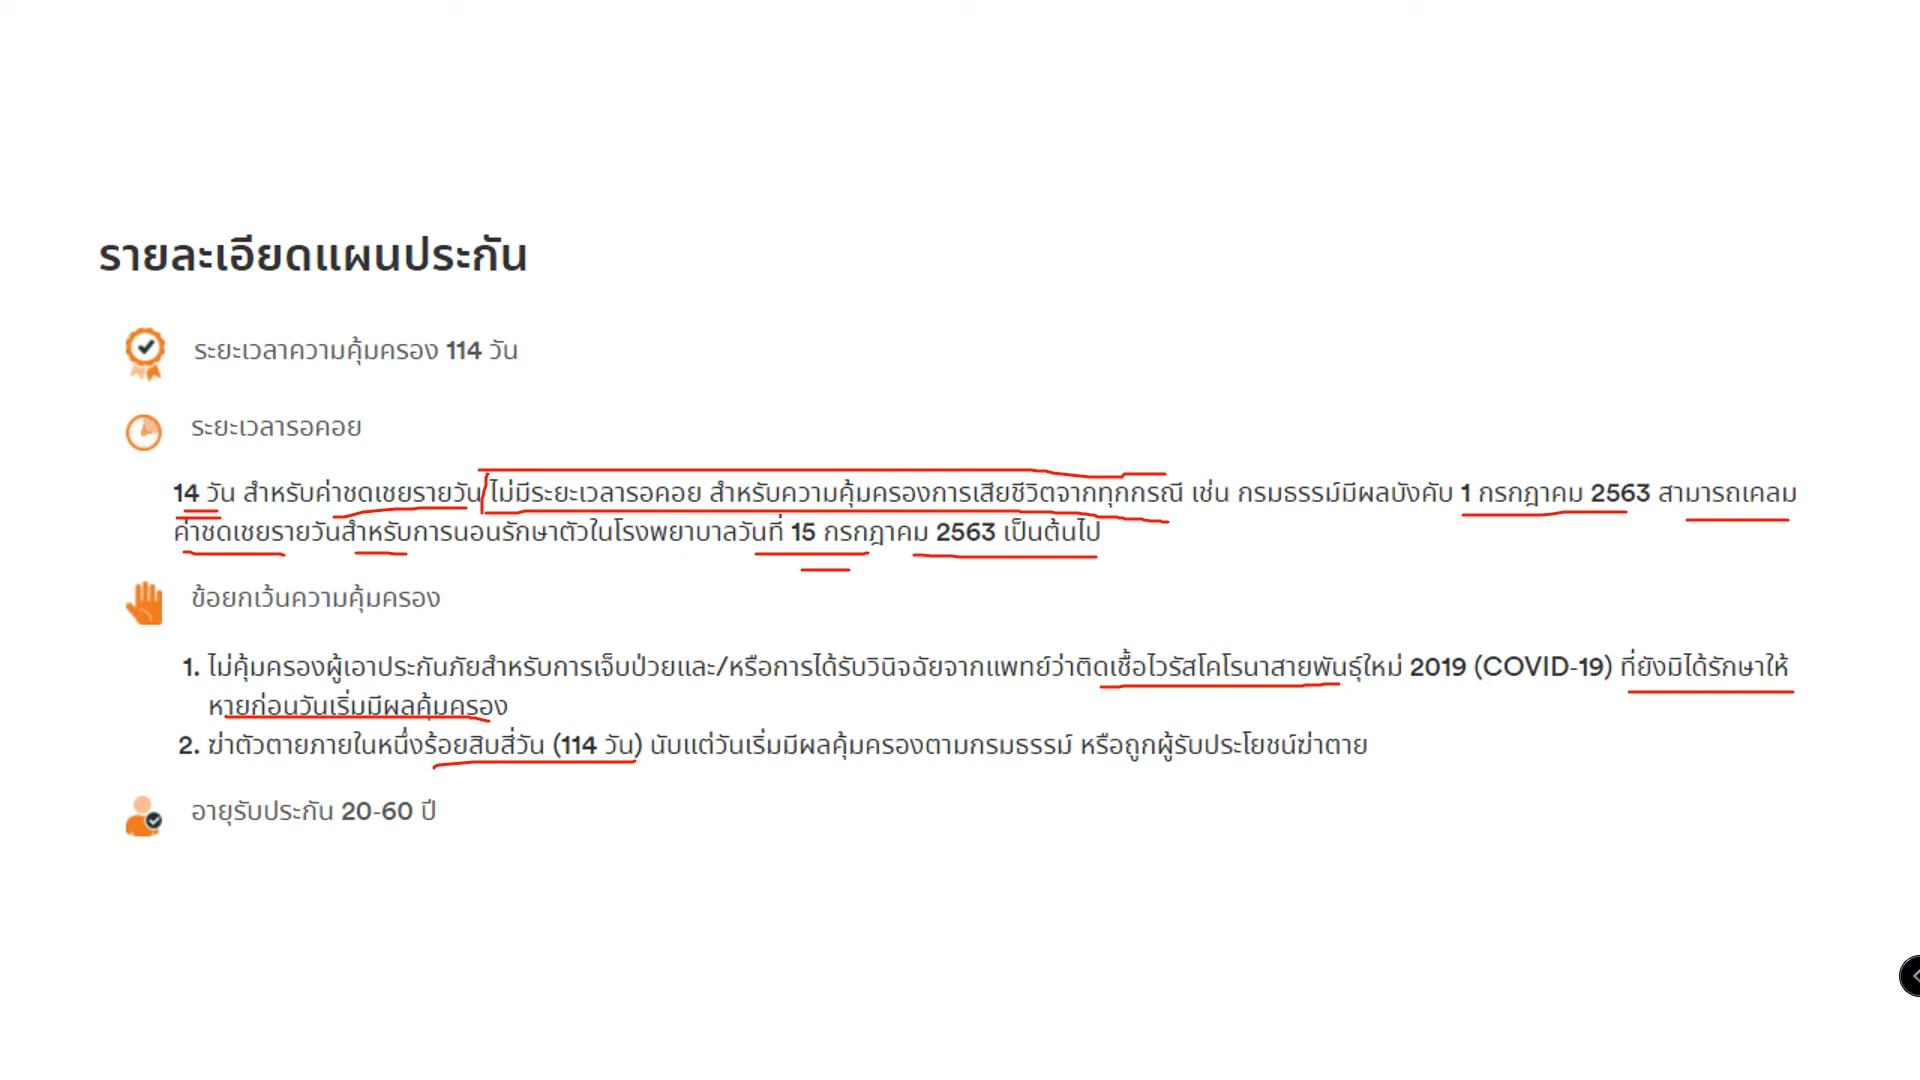 รายละเอียดแผนประกัน
ระยะเวลาความคุ้มครอง 114 วัน
ระยะเวลารอคอย
14 วัน สำหรับค่าชดเชยรายวัน ไม่มีระยะเวลารอคอย สำหรับความคุ้มครองการเสียชีวิตจากทุกกรณี เช่น กรมธรรม์มีผลบังคับ 1 กรกฎาคม 2563 สามารถเคลม
ค่าชดเชยรายวันสำหรับการนอนรักษาตัวในโรงพยาบาลวันที่ 15 กรกฎาคม 2563 เป็นต้นไป
ข้อยกเว้นความคุ้มครอง
1. ไม่คุ้มครองผู้เอาประกันภัยสำหรับการเจ็บป่วยและ/หรือการได้รับวินิจฉัยจากแพทย์ว่าติดเชื้อไวรัสโคโรนาสายพันธุ์ใหม่ 2019 (COVID-19) ที่ยังมิได้รักษาให้
หายก่อนวันเริ่มมีผลคุ้มครอง
2. ฆ่าตัวตายภายในหนึ่งร้อยสิบสี่วัน (114 วัน) นับแต่วันเริ่มมีผลคุ้มครองตามกรมธรรม์ หรือถูกผู้รับประโยชน์ฆ่าตาย
อายุรับประกัน 20-60 ปี